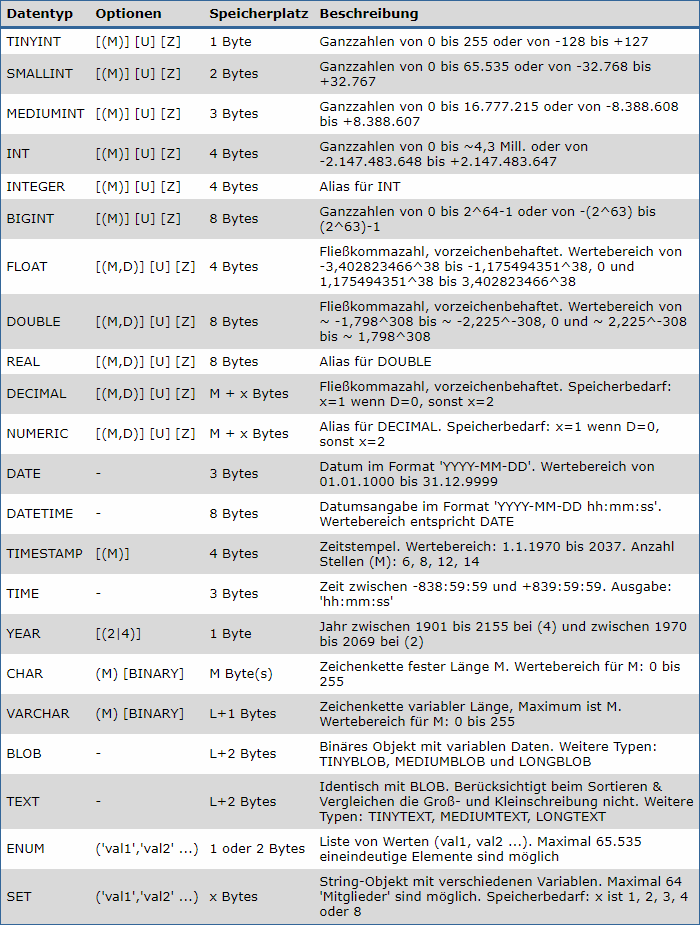 Datentyp Optionen Speicherplatz Beschreibung
TINYINT [(M)] [U] [Z] 1 Byte Ganzzahlen von 0 bis 255 oder von -128 bis +127
SMALLINT [(M)] [U] [Z] 2 Bytes Ganzzahlen von 0 bis 65.535 oder von -32.768 bis
+32.767
MEDIUMINT [(M)] [U] [Z] 3 Bytes Ganzzahlen von 0 bis 16.777.215 oder von -8.388.608
bis +8.388.607
INT [(M)] [U] [Z] 4 Bytes Ganzzahlen von 0 bis ~4,3 Mill. oder von
-2.147.483.648 bis +2.147.483.647
INTEGER [(M)] [U] [Z] 4 Bytes Alias für INT
BIGINT [(M)] [U] [Z] 8 Bytes Ganzzahlen von 0 bis 2^64-1 oder von -(2^63) bis
(2^63)-1
FLOAT [(M,D)] [U] [Z] 4 Bytes Fließkommazahl, vorzeichenbehaftet. Wertebereich von
-3,402823466^38 bis -1,175494351^38, 0 und
1,175494351^38 bis 3,402823466^38
DOUBLE [(M,D)] [U] [Z] 8 Bytes Fließkommazahl, vorzeichenbehaftet. Wertebereich von
~ -1,798^308 bis ~ -2,225^-308, 0 und ~ 2,225^-308
bis ~ 1,798^308
REAL [(M,D)] [U] [Z] 8 Bytes Alias für DOUBLE
DECIMAL [(M,D)] [U] [Z] M + x Bytes Fließkommazahl, vorzeichenbehaftet. Speicherbedarf:
x=1 wenn D=0, sonst x=2
NUMERIC [(M,D)] [U] [Z] M + x Bytes Alias für DECIMAL. Speicherbedarf: x=1 wenn D=0,
sonst x=2
DATE - 3 Bytes Datum im Format 'YYYY-MM-DD'. Wertebereich von
01.01.1000 bis 31.12.9999
DATETIME - 8 Bytes Datumsangabe im Format 'YYYY-MM-DD hh:mm:ss'.
Wertebereich entspricht DATE
TIMESTAMP [(M)] 4 Bytes Zeitstempel. Wertebereich: 1.1.1970 bis 2037. Anzahl
Stellen (M): 6, 8, 12, 14
TIME - 3 Bytes Zeit zwischen -838:59:59 und +839:59:59. Ausgabe:
'hh:mm:ss'
YEAR [(2|4)] 1 Byte Jahr zwischen 1901 bis 2155 bei (4) und zwischen 1970
bis 2069 bei (2)
CHAR (M) [BINARY] M Byte(s) Zeichenkette fester Länge M. Wertebereich für M: 0 bis
255
VARCHAR (M) [BINARY] L+1 Bytes Zeichenkette variabler Länge, Maximum ist M.
Wertebereich für M: 0 bis 255
BLOB - L+2 Bytes Binäres Objekt mit variablen Daten. Weitere Typen:
TINYBLOB, MEDIUMBLOB und LONGBLOB
TEXT - L+2 Bytes Identisch mit BLOB. Berücksichtigt beim Sortieren &
Vergleichen die Groß- und Kleinschreibung nicht. Weitere
Typen: TINYTEXT, MEDIUMTEXT, LONGTEXT
ENUM ('val1','val2' ...) 1 oder 2 Bytes Liste von Werten (val1, val2 ...). Maximal 65.535
eineindeutige Elemente sind möglich
SET ('val1','val2' ...) x Bytes String-Objekt mit verschiedenen Variablen. Maximal 64
'Mitglieder' sind möglich. Speicherbedarf: x ist 1, 2, 3, 4
oder 8